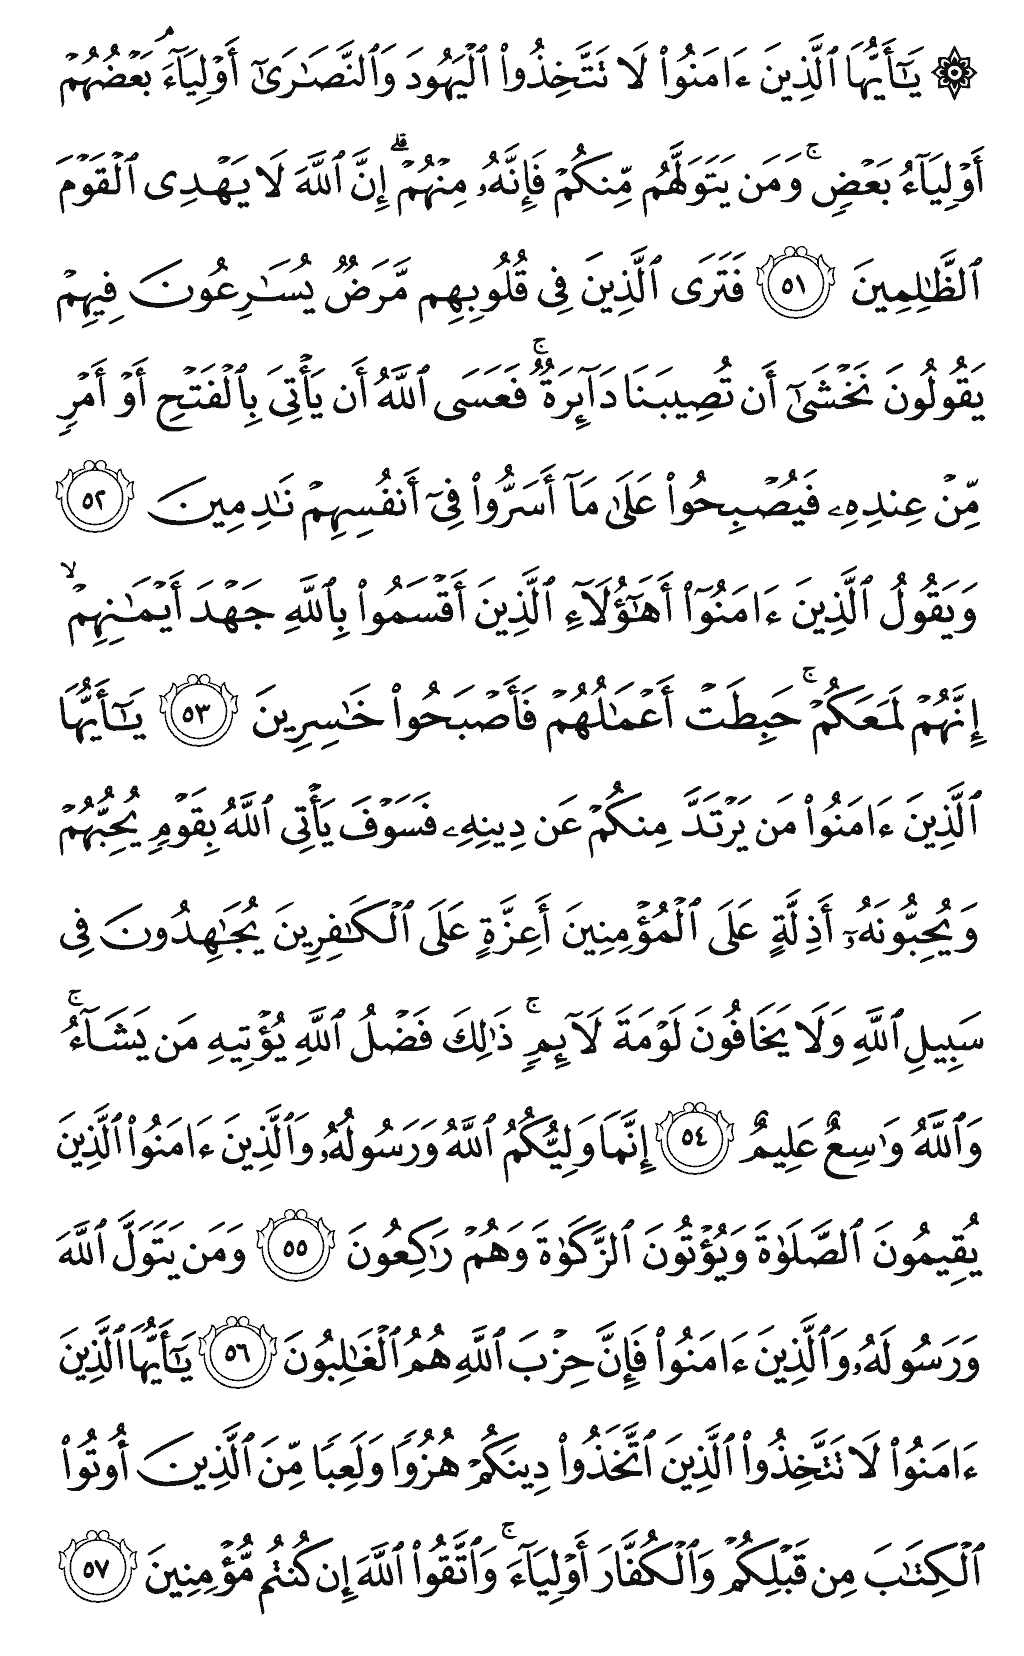 ۞ يَـٰٓأَيُّهَا ٱلَّذِينَ ءَامَنُوا۟ لَا تَتَّخِذُوا۟ ٱلْيَهُودَ وَٱلنَّصَـٰرَىٰٓ أَوْلِيَآءَ ۘ بَعْضُهُمْ
أَوْلِيَآءُ بَعْضٍ ۚ وَمَن يَتَوَلَّهُم مِّنكُمْ فَإِنَّهُۥ مِنْهُمْ ۗ إِنَّ ٱللَّهَ لَا يَهْدِى ٱلْقَوْمَ
ٱلظَّـٰلِمِينَ ٥١ فَتَرَى ٱلَّذِينَ فِى قُلُوبِهِم مَّرَضٌ يُسَـٰرِعُونَ فِيهِمْ
يَقُولُونَ نَخْشَىٰٓ أَن تُصِيبَنَا دَآئِرَةٌ ۚ فَعَسَى ٱللَّهُ أَن يَأْتِىَ بِٱلْفَتْحِ أَوْ أَمْرٍ
مِّنْ عِندِهِۦ فَيُصْبِحُوا۟ عَلَىٰ مَآ أَسَرُّوا۟ فِىٓ أَنفُسِهِمْ نَـٰدِمِينَ ٥٢
وَيَقُولُ ٱلَّذِينَ ءَامَنُوٓا۟ أَهَـٰٓؤُلَآءِ ٱلَّذِينَ أَقْسَمُوا۟ بِٱللَّهِ جَهْدَ أَيْمَـٰنِهِمْ ۙ
إِنَّهُمْ لَمَعَكُمْ ۚ حَبِطَتْ أَعْمَـٰلُهُمْ فَأَصْبَحُوا۟ خَـٰسِرِينَ ٥٣ يَـٰٓأَيُّهَا
ٱلَّذِينَ ءَامَنُوا۟ مَن يَرْتَدَّ مِنكُمْ عَن دِينِهِۦ فَسَوْفَ يَأْتِى ٱللَّهُ بِقَوْمٍ يُحِبُّهُمْ
وَيُحِبُّونَهُۥٓ أَذِلَّةٍ عَلَى ٱلْمُؤْمِنِينَ أَعِزَّةٍ عَلَى ٱلْكَـٰفِرِينَ يُجَـٰهِدُونَ فِى
سَبِيلِ ٱللَّهِ وَلَا يَخَافُونَ لَوْمَةَ لَآئِمٍ ۚ ذَٰلِكَ فَضْلُ ٱللَّهِ يُؤْتِيهِ مَن يَشَآءُ ۚ
وَٱللَّهُ وَٰسِعٌ عَلِيمٌ ٥٤ إِنَّمَا وَلِيُّكُمُ ٱللَّهُ وَرَسُولُهُۥ وَٱلَّذِينَ ءَامَنُوا۟ ٱلَّذِينَ
يُقِيمُونَ ٱلصَّلَوٰةَ وَيُؤْتُونَ ٱلزَّكَوٰةَ وَهُمْ رَٰكِعُونَ ٥٥ وَمَن يَتَوَلَّ ٱللَّهَ
وَرَسُولَهُۥ وَٱلَّذِينَ ءَامَنُوا۟ فَإِنَّ حِزْبَ ٱللَّهِ هُمُ ٱلْغَـٰلِبُونَ ٥٦ يَـٰٓأَيُّهَا ٱلَّذِينَ
ءَامَنُوا۟ لَا تَتَّخِذُوا۟ ٱلَّذِينَ ٱتَّخَذُوا۟ دِينَكُمْ هُزُوًا وَلَعِبًا مِّنَ ٱلَّذِينَ أُوتُوا۟
ٱلْكِتَـٰبَ مِن قَبْلِكُمْ وَٱلْكُفَّارَ أَوْلِيَآءَ ۚ وَٱتَّقُوا۟ ٱللَّهَ إِن كُنتُم مُّؤْمِنِينَ ٥٧